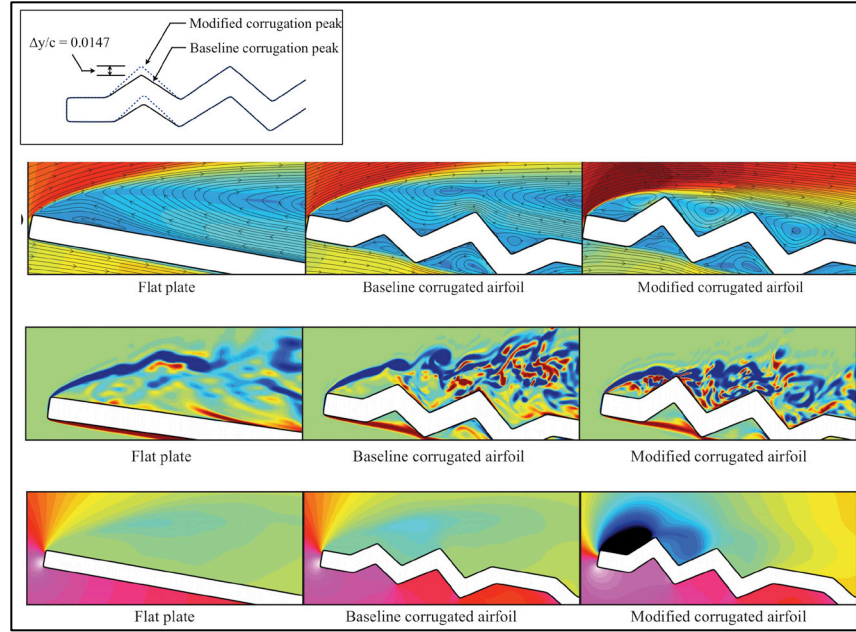 Modified corrugation peak
Δy/c = 0.0147
Baseline corrugation peak
Flat plate
Baseline corrugated airfoil
Modified corrugated airfoil
Flat plate
Baseline corrugated airfoil
Modified corrugated airfoil
Flat plate
Baseline corrugated airfoil
Modified corrugated airfoil